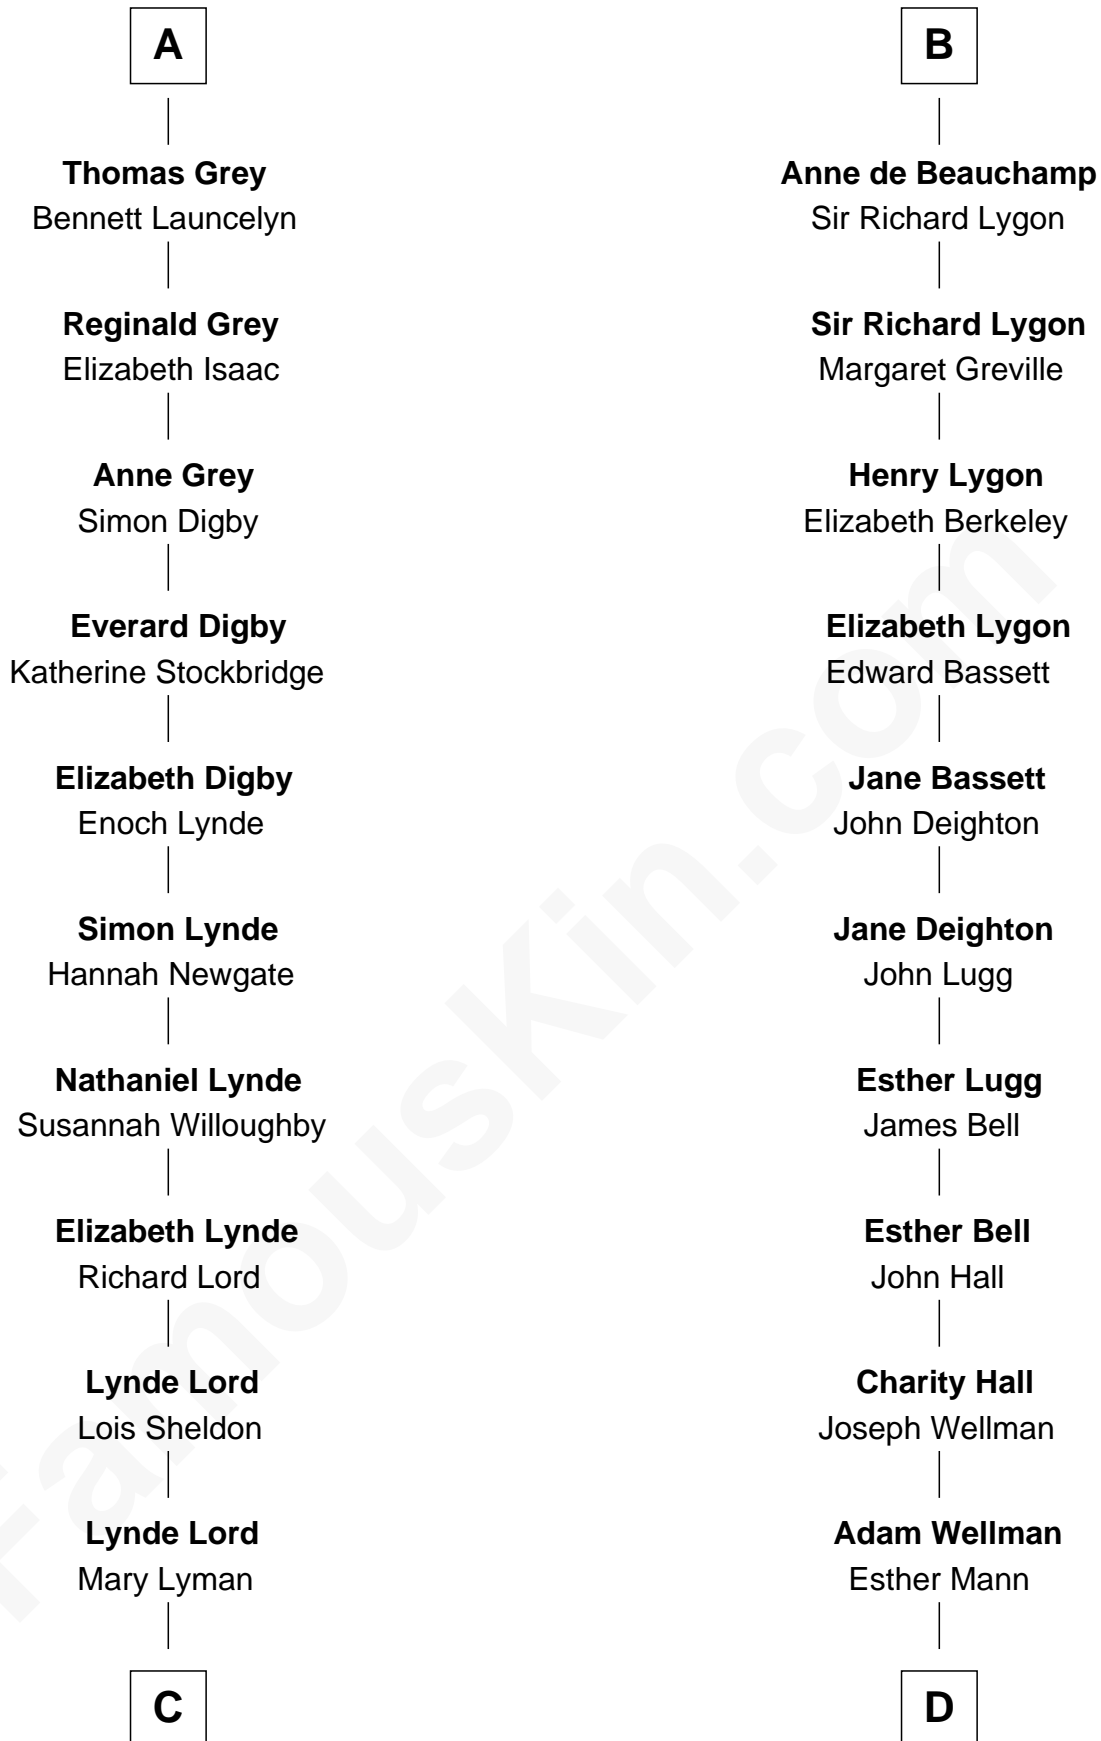 A
Thomas Grey
Bennett Launcelyn
Reginald Grey
Elizabeth Isaac
Anne Grey
Simon Digby
Everard Digby
Katherine Stockbridge
Elizabeth Digby
Enoch Lynde
Simon Lynde
Hannah Newgate
Nathaniel Lynde
Susannah Willoughby
Elizabeth Lynde
Richard Lord
Lynde Lord
Lois Sheldon
Lynde Lord
Mary Lyman
C
B
Anne de Beauchamp
Sir Richard Lygon
Sir Richard Lygon
Margaret Greville
Henry Lygon
Elizabeth Berkeley
Elizabeth Lygon
Edward Bassett
Jane Bassett
John Deighton
Jane Deighton
John Lugg
Esther Lugg
James Bell
Esther Bell
John Hall
Charity Hall
Joseph Wellman
Adam Wellman
Esther Mann
D
FamousKin.com